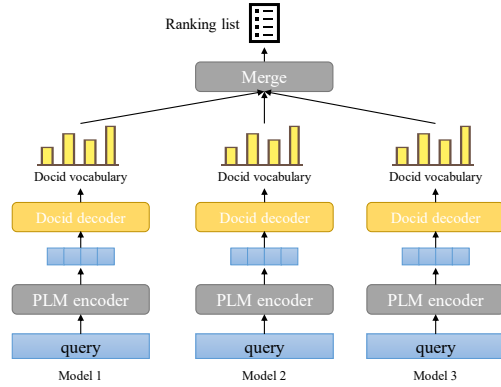 Ranking list
Merge
Docid vocabulary Docid vocabulary Docid vocabulary
Docid decoder Docid decoder Docid decoder
PLM encoder PLM encoder PLM encoder
query query query
Model 1 Model 2 Model 3